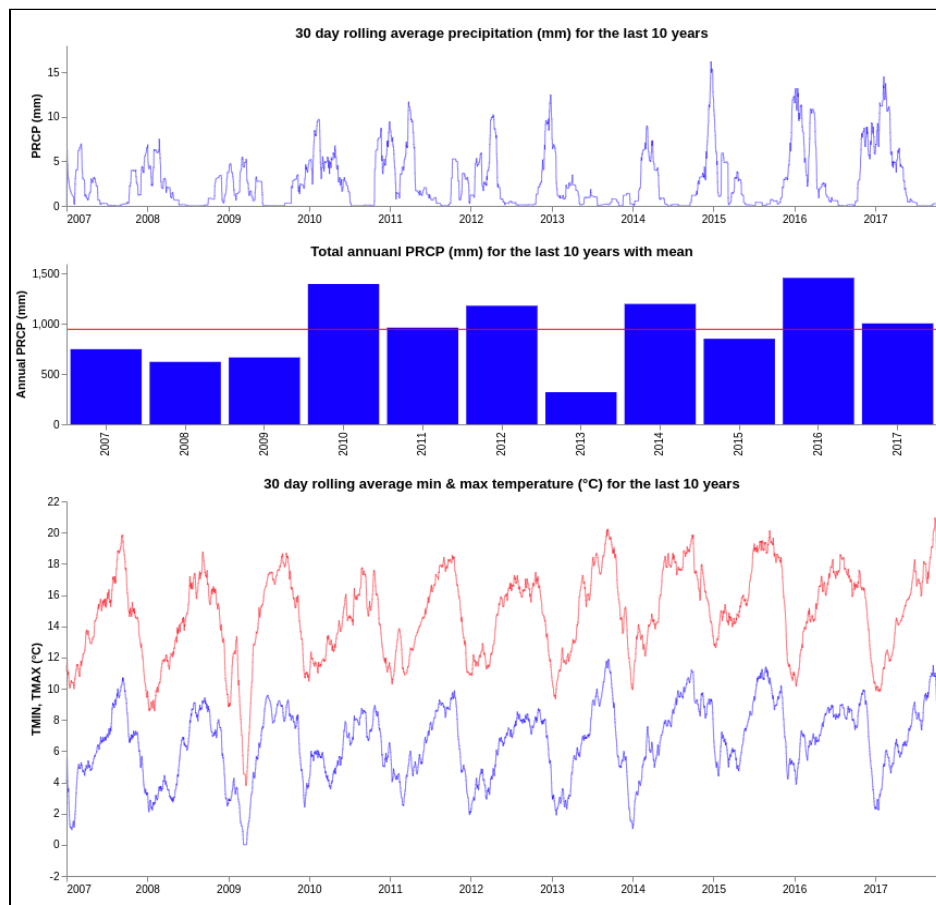 30 day rolling average precipitation (mm) for the last 10 years
PRCP (mm)
15
10
5
0
2007 2008 2009 2010 2011 2012 2013 2014 2015 2016 2017
Total annuanl PRCP (mm) for the last 10 years with mean
Annual PRCP (mm)
1,500
1,000
500
0
2007 2008 2009 2010 2011 2012 2013 2014 2015 2016 2017
30 day rolling average min & max temperature (°C) for the last 10 years
TMIN, TMAX (°C)
22
20
18
16
14
12
10
8
6
4
2
0
-2
2007 2008 2009 2010 2011 2012 2013 2014 2015 2016 2017